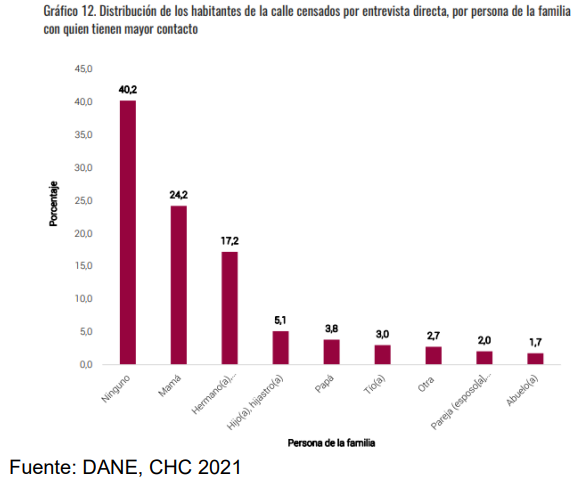 Gráfico 12. Distribución de los habitantes de la calle censados por entrevista directa, por persona de la familia
con quien tienen mayor contacto
45,0
40,0
35,0
30,0
25,0
20,0
15,0
10,0
5,0
0,0
Porcentaje
40,2
24,2
17,2
5,1
3,8
3,0
2,7
2,0
1,7
Ninguno
Mamá
Hermano(a),...
Hijo(a), hijastro(a)
Papá
Tío(a)
Otra
Pareja (esposo[a],...
Abuelo(a)
Persona de la familia
Fuente: DANE, CHC 2021